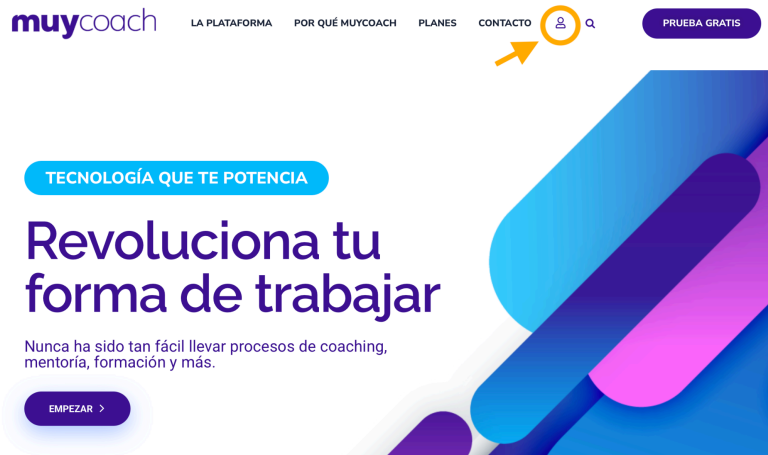 muycoach
LA PLATAFORMA
POR QUÉ MUYCOACH
PLANES
CONTACTO
PRUEBA GRATIS
TECNOLOGÍA QUE TE POTENCIA
Revoluciona tu
forma de trabajar
Nunca ha sido tan fácil llevar procesos de coaching,
mentoría, formación y más.
EMPEZAR